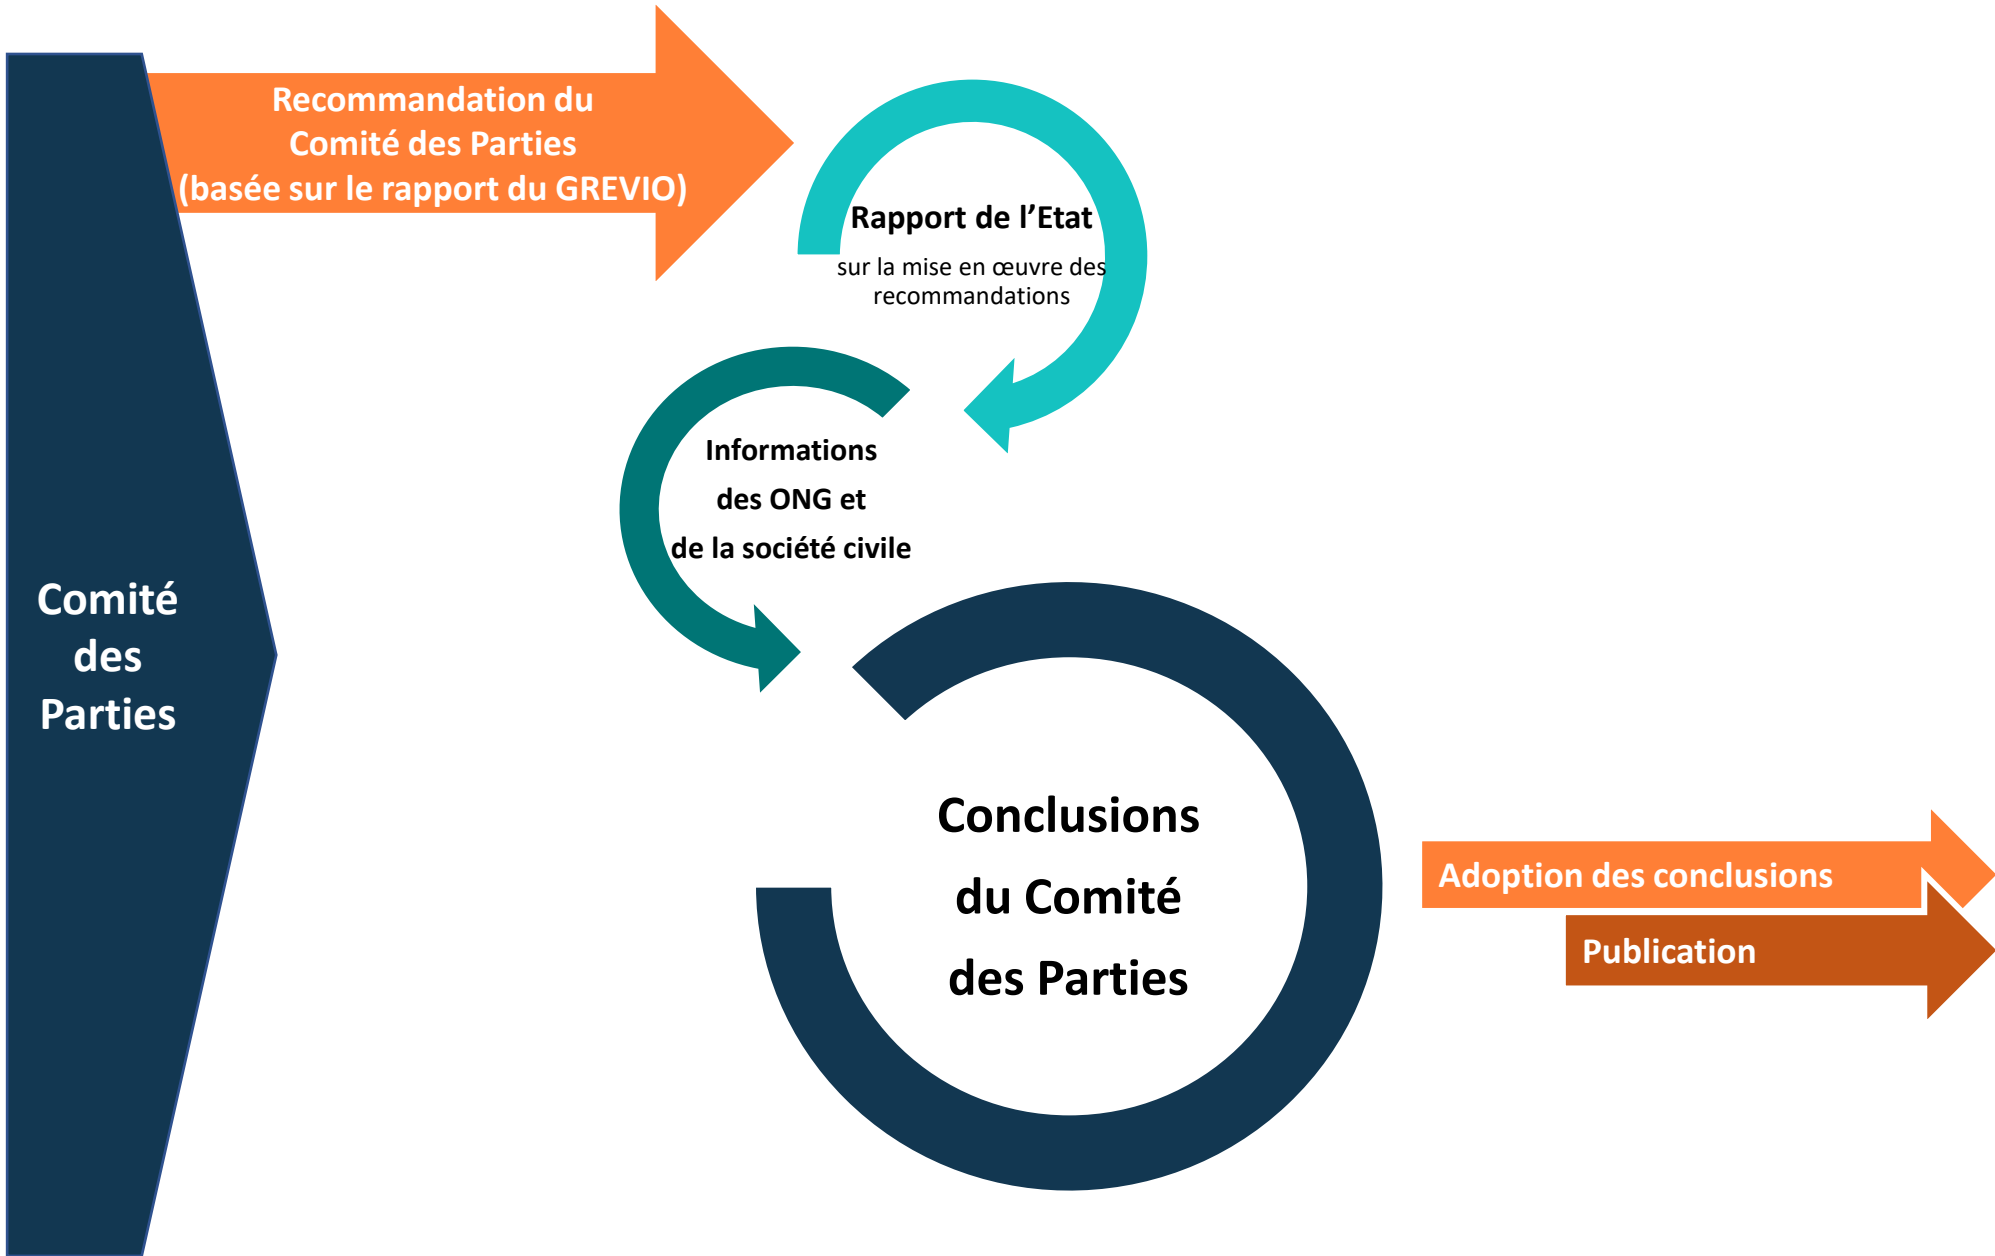 Recommandation du
Comité des Parties
(basée sur le rapport du GREVIO)
Rapport de l’Etat
sur la mise en œuvre des
recommandations
Informations
des ONG et
de la société civile
Comité
des
Parties
Conclusions
du Comité
des Parties
Adoption des conclusions
Publication